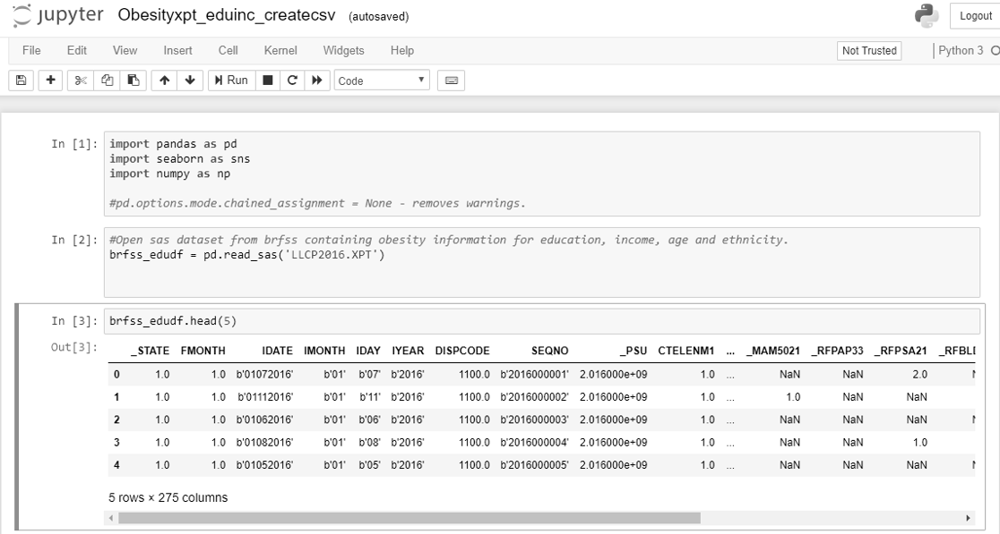 jupyter Obesityxpt_eduinc_createcsv (autosaved)
Logout
File Edit View Insert Cell Kernel Widgets Help
Not Trusted Python 3
Run Code
In [1]: import pandas as pd
import seaborn as sns
import numpy as np
#pd.options.mode.chained_assignment = None - removes warnings.
In [2]: #Open sas dataset from brfss containing obesity information for education, income, age and ethnicity.
brfss_edudf = pd.read_sas('LLCP2016.XPT')
In [3]: brfss_edudf.head(5)
Out[3]:
_STATE FMONTH IDATE IMONTH IDAY IYEAR DISPCODE SEQNO _PSU CTELENM1 ... _MAM5021 _RFPAP33 _RFPSA21
0 1.0 1.0 b'01072016' b'01' b'07' b'2016' 1100.0 b'2016000001' 2.016000e+09 1.0 ... NaN NaN 2.0
1 1.0 1.0 b'01112016' b'01' b'11' b'2016' 1100.0 b'2016000002' 2.016000e+09 1.0 ... 1.0 NaN NaN
2 1.0 1.0 b'01062016' b'01' b'06' b'2016' 1100.0 b'2016000003' 2.016000e+09 1.0 ... NaN NaN NaN
3 1.0 1.0 b'01082016' b'01' b'08' b'2016' 1100.0 b'2016000004' 2.016000e+09 1.0 ... NaN NaN 1.0
4 1.0 1.0 b'01052016' b'01' b'05' b'2016' 1100.0 b'2016000005' 2.016000e+09 1.0 ... NaN NaN NaN
5 rows × 275 columns